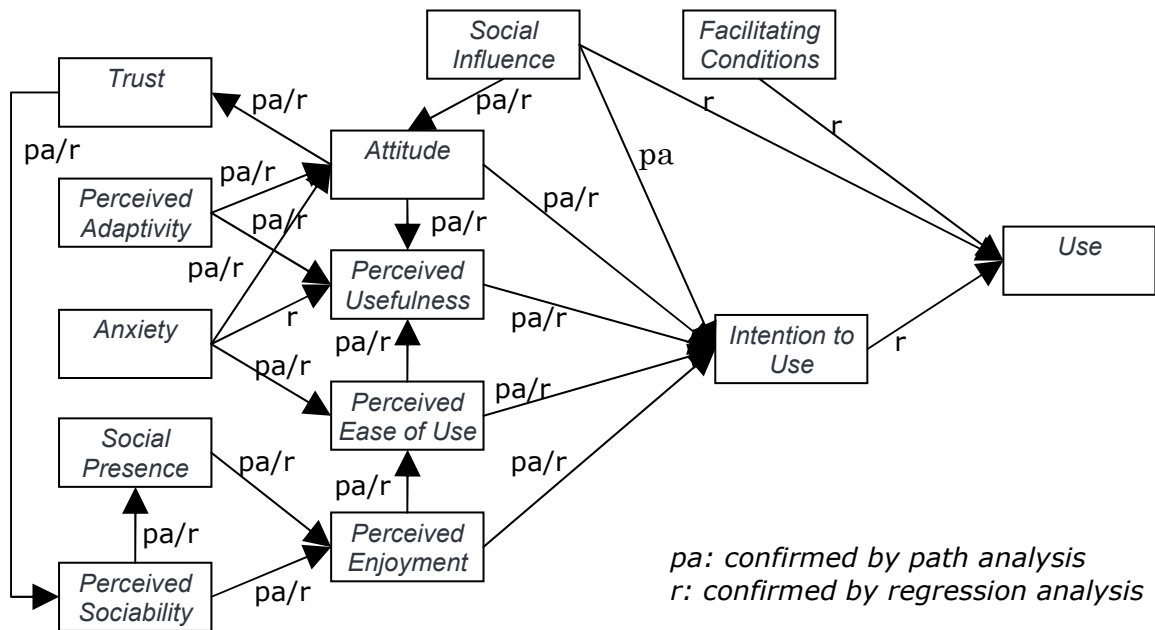 Social
Influence
Facilitating
Conditions
Trust
pa/r
pa/r
r
r
pa/r
Attitude
pa
pa/r
pa/r
Perceived
Adaptivity
pa/r
pa/r
Use
pa/r
Perceived
Usefulness
Anxiety
r
pa/r
Intention to
Use
r
pa/r
pa/r
pa/r
Perceived
Ease of Use
Social
Presence
pa/r
pa/r
pa/r
Perceived
Enjoyment
pa/r
Perceived
Sociability
pa/r
pa: confirmed by path analysis
r: confirmed by regression analysis